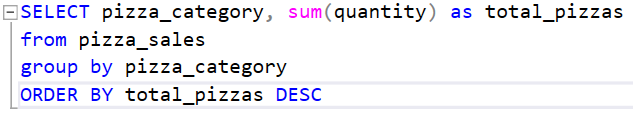 SELECT pizza_category, sum(quantity) as total_pizzas
from pizza_sales
group by pizza_category
ORDER BY total_pizzas DESC